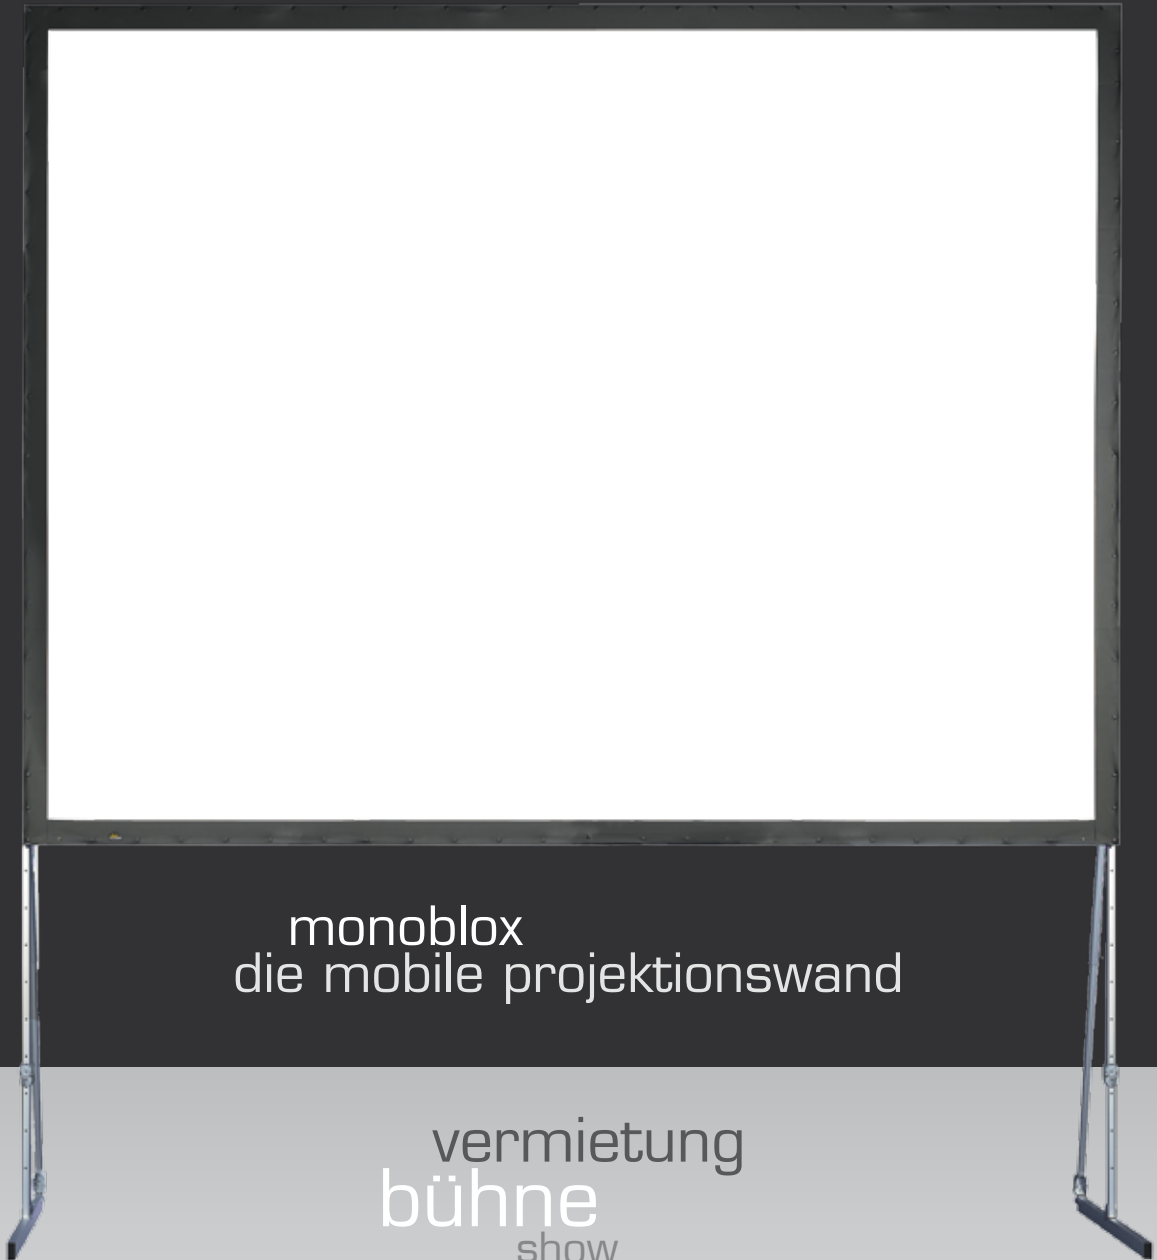 monoblox
die mobile projektionswand
vermietung
bühne
show